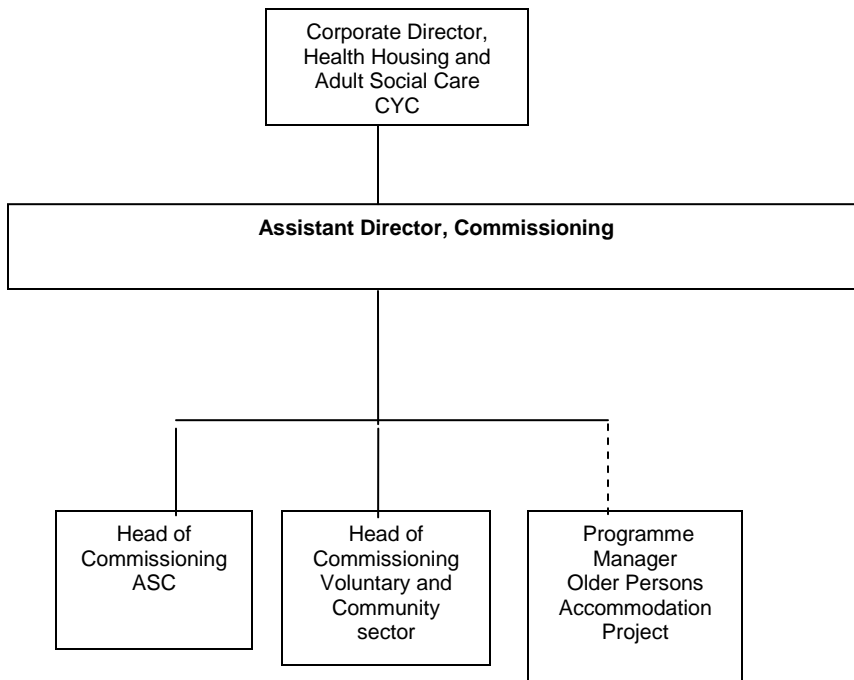 Corporate Director,
Health Housing and
Adult Social Care
CYC
Assistant Director, Commissioning
Head of
Commissioning
ASC
Head of
Commissioning
Voluntary and
Community
sector
Programme
Manager
Older Persons
Accommodation
Project